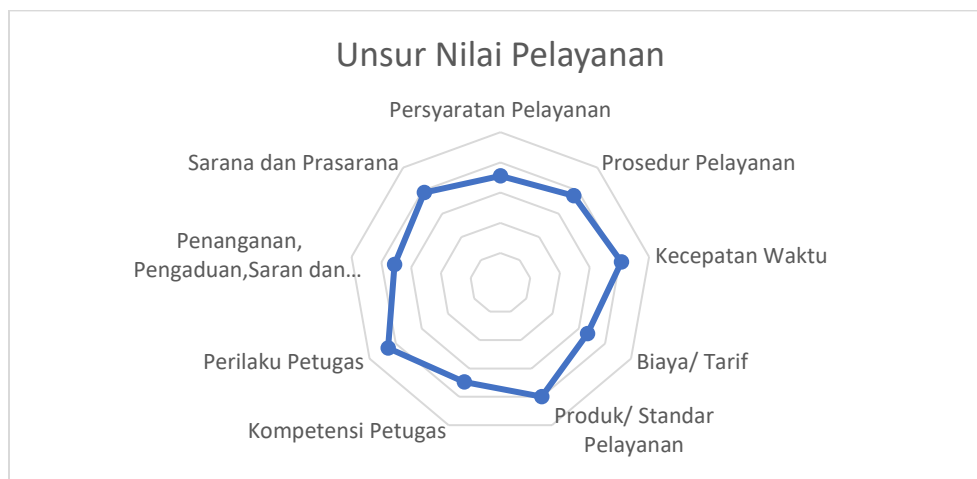 Unsur Nilai Pelayanan
Persyaratan Pelayanan
Prosedur Pelayanan
Kecepatan Waktu
Biaya/ Tarif
Produk/ Standar
Pelayanan
Kompetensi Petugas
Perilaku Petugas
Penanganan,
Pengaduan,Saran dan...
Sarana dan Prasarana